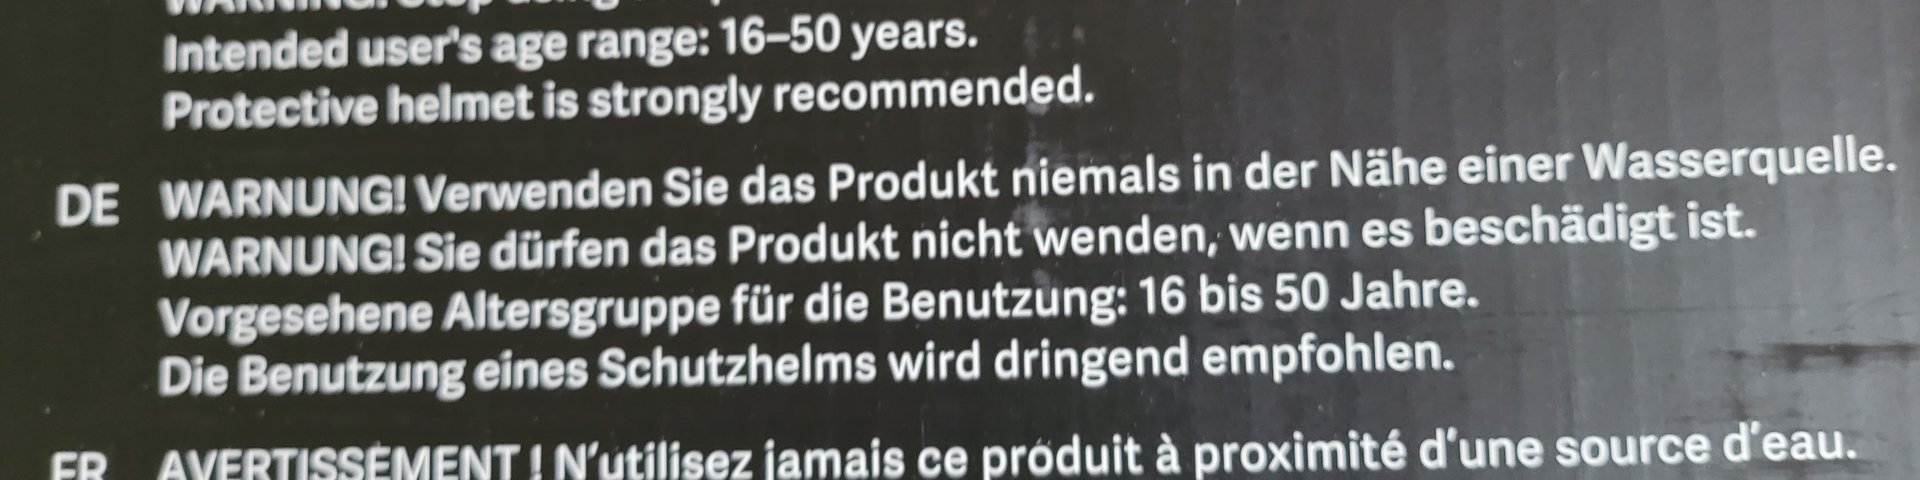 WARNING! Stop using
Intended user's age range: 16–50 years.
Protective helmet is strongly recommended.
DE WARNUNG! Verwenden Sie das Produkt niemals in der Nähe einer Wasserquelle.
WARNUNG! Sie dürfen das Produkt nicht wenden, wenn es beschädigt ist.
Vorgesehene Altersgruppe für die Benutzung: 16 bis 50 Jahre.
Die Benutzung eines Schutzhelms wird dringend empfohlen.
FR AVERTISSEMENT ! N'utilisez jamais ce produit à proximité d'une source d'eau.